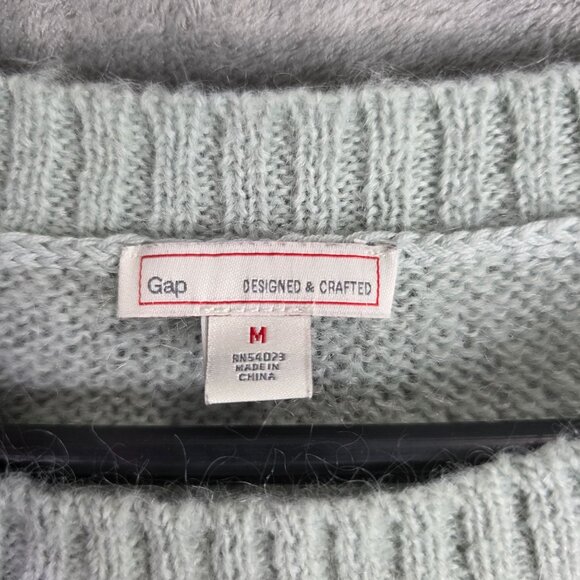 Gap DESIGNED & CRAFTED
M
RN54023
MADE IN
CHINA